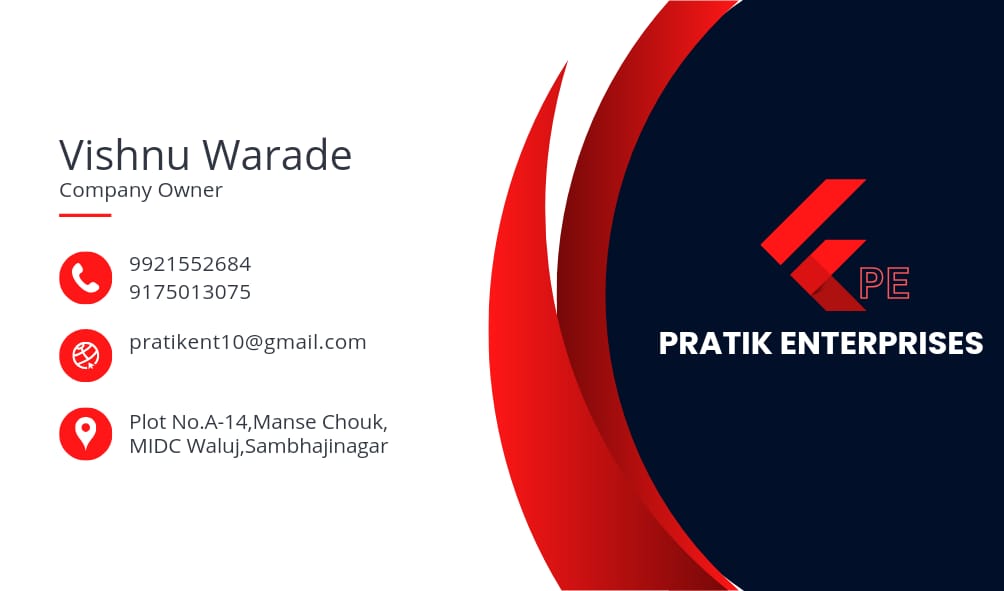 Vishnu Warade
Company Owner
9921552684
9175013075
pratikent10@gmail.com
Plot No.A-14,Manse Chouk,
MIDC Waluj,Sambhajinagar
PE
PRATIK ENTERPRISES